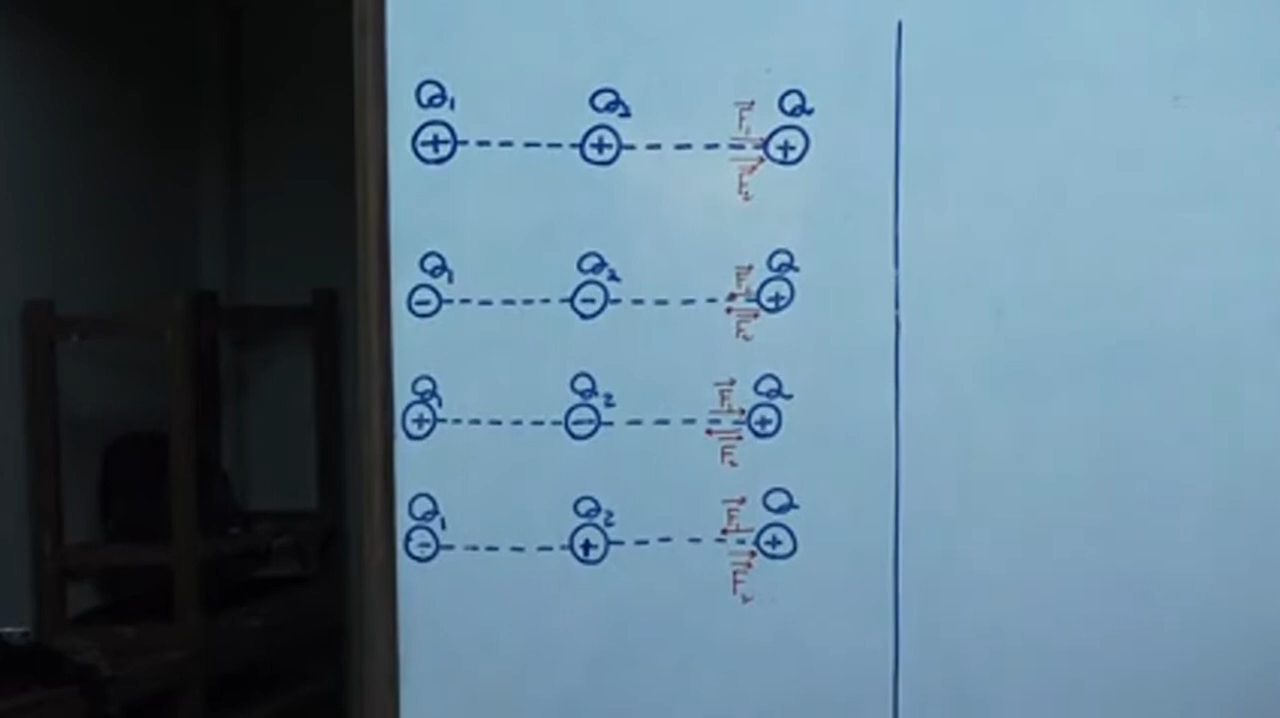 Q₁ Q₂ Q
+ + +
F₁
F₂
Q₁ Q₂ Q
- - +
F₁
F₂
Q₁ Q₂ Q
+ - +
F₁
F₂
Q₁ Q₂ Q
- + +
F₁
F₂